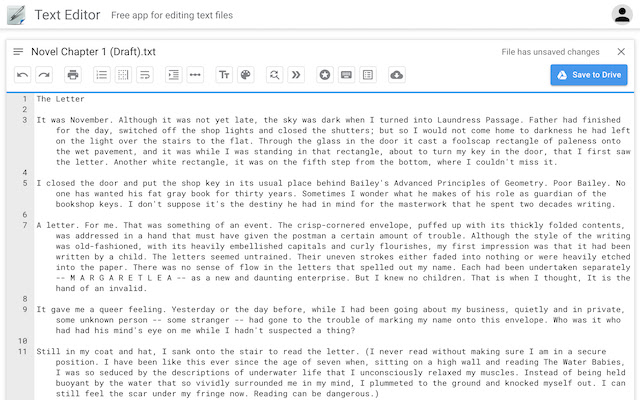 Text Editor Free app for editing text files
Novel Chapter 1 (Draft).txt File has unsaved changes
Save to Drive
1 The Letter
2
3 It was November. Although it was not yet late, the sky was dark when I turned into Laundress Passage. Father had finished
for the day, switched off the shop lights and closed the shutters; but so I would not come home to darkness he had left
on the light over the stairs to the flat. Through the glass in the door it cast a foolscap rectangle of paleness onto
the wet pavement, and it was while I was standing in that rectangle, about to turn my key in the door, that I first saw
the letter. Another white rectangle, it was on the fifth step from the bottom, where I couldn't miss it.
4
5 I closed the door and put the shop key in its usual place behind Bailey's Advanced Principles of Geometry. Poor Bailey. No
one has wanted his fat gray book for thirty years. Sometimes I wonder what he makes of his role as guardian of the
bookshop keys. I don't suppose it's the destiny he had in mind for the masterwork that he spent two decades writing.
6
7 A letter. For me. That was something of an event. The crisp-cornered envelope, puffed up with its thickly folded contents,
was addressed in a hand that must have given the postman a certain amount of trouble. Although the style of the writing
was old-fashioned, with its heavily embellished capitals and curly flourishes, my first impression was that it had been
written by a child. The letters seemed untrained. Their uneven strokes either faded into nothing or were heavily etched
into the paper. There was no sense of flow in the letters that spelled out my name. Each had been undertaken separately
-- M A R G A R E T L E A -- as a new and daunting enterprise. But I knew no children. That is when I thought, It is the
hand of an invalid.
8
9 It gave me a queer feeling. Yesterday or the day before, while I had been going about my business, quietly and in private,
some unknown person -- some stranger -- had gone to the trouble of marking my name onto this envelope. Who was it who
had had his mind's eye on me while I hadn't suspected a thing?
10
11 Still in my coat and hat, I sank onto the stair to read the letter. (I never read without making sure I am in a secure
position. I have been like this ever since the age of seven when, sitting on a high wall and reading The Water Babies,
I was so seduced by the descriptions of underwater life that I unconsciously relaxed my muscles. Instead of being held
buoyant by the water that so vividly surrounded me in my mind, I plummeted to the ground and knocked myself out. I can
still feel the scar under my fringe now. Reading can be dangerous.)